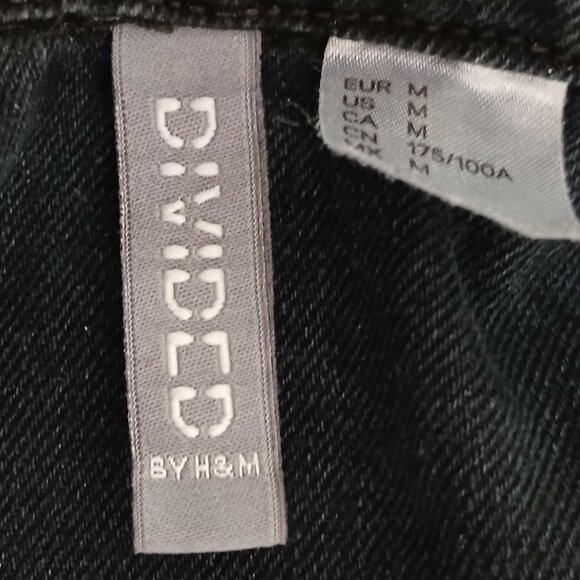 DIVIDED
BY H&M
EUR M
US M
CA M
CN 175/100A
MX M